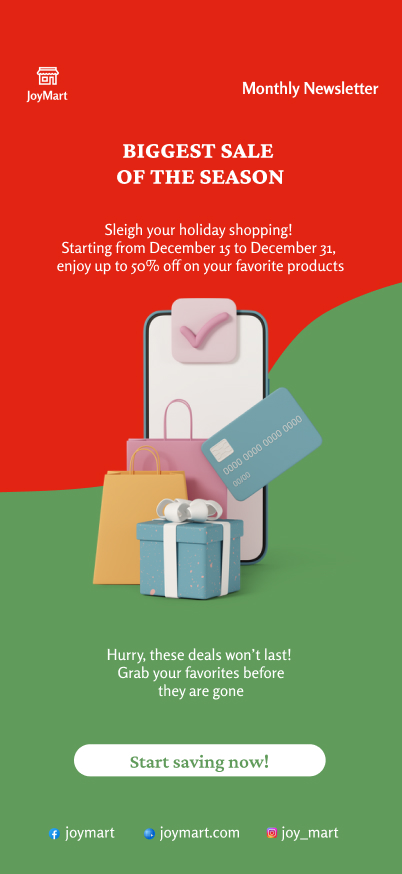 JoyMart
Monthly Newsletter
BIGGEST SALE
OF THE SEASON
Sleigh your holiday shopping!
Starting from December 15 to December 31,
enjoy up to 50% off on your favorite products
0000 0000 0000 0000
00/00
Hurry, these deals won't last!
Grab your favorites before
they are gone
Start saving now!
joymart
joymart.com
joy_mart